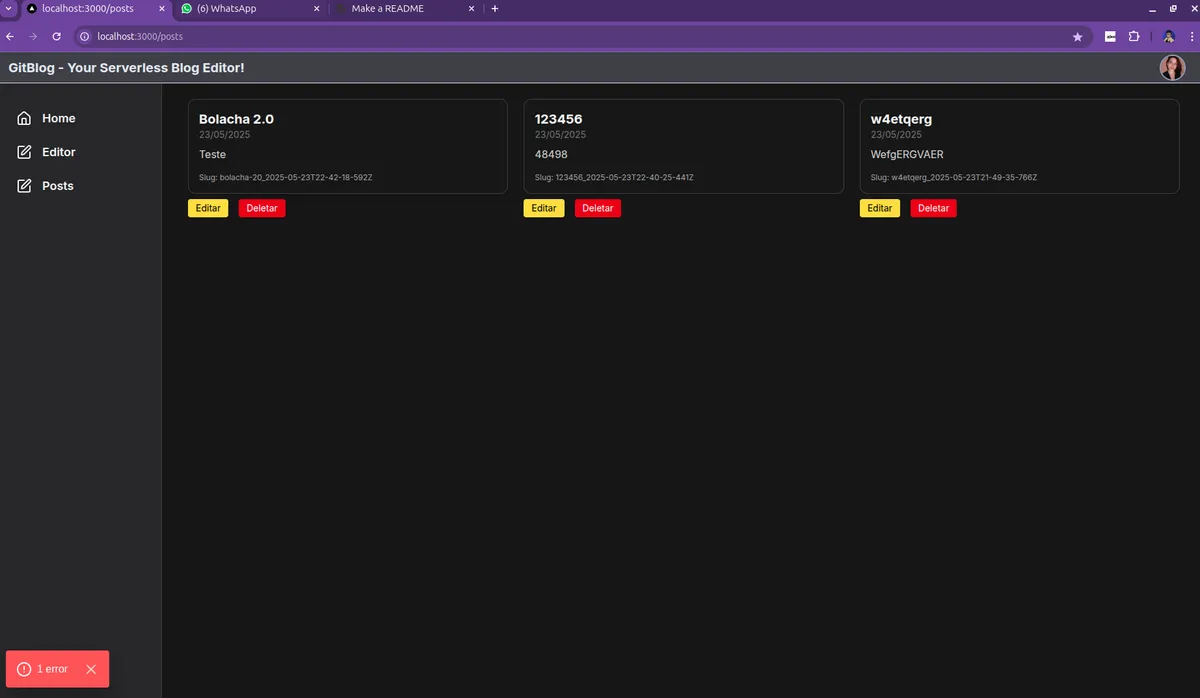 localhost:3000/posts
(6) WhatsApp
Make a README
localhost:3000/posts
GitBlog - Your Serverless Blog Editor!
Home
Editor
Posts
Bolacha 2.0
23/05/2025
Teste
Slug: bolacha-20_2025-05-23T22-42-18-592Z
Editar Deletar
123456
23/05/2025
48498
Slug: 123456_2025-05-23T22-40-25-441Z
Editar Deletar
w4etqerg
23/05/2025
WefgERGVAER
Slug: w4etqerg_2025-05-23T21-49-35-766Z
Editar Deletar
1 error